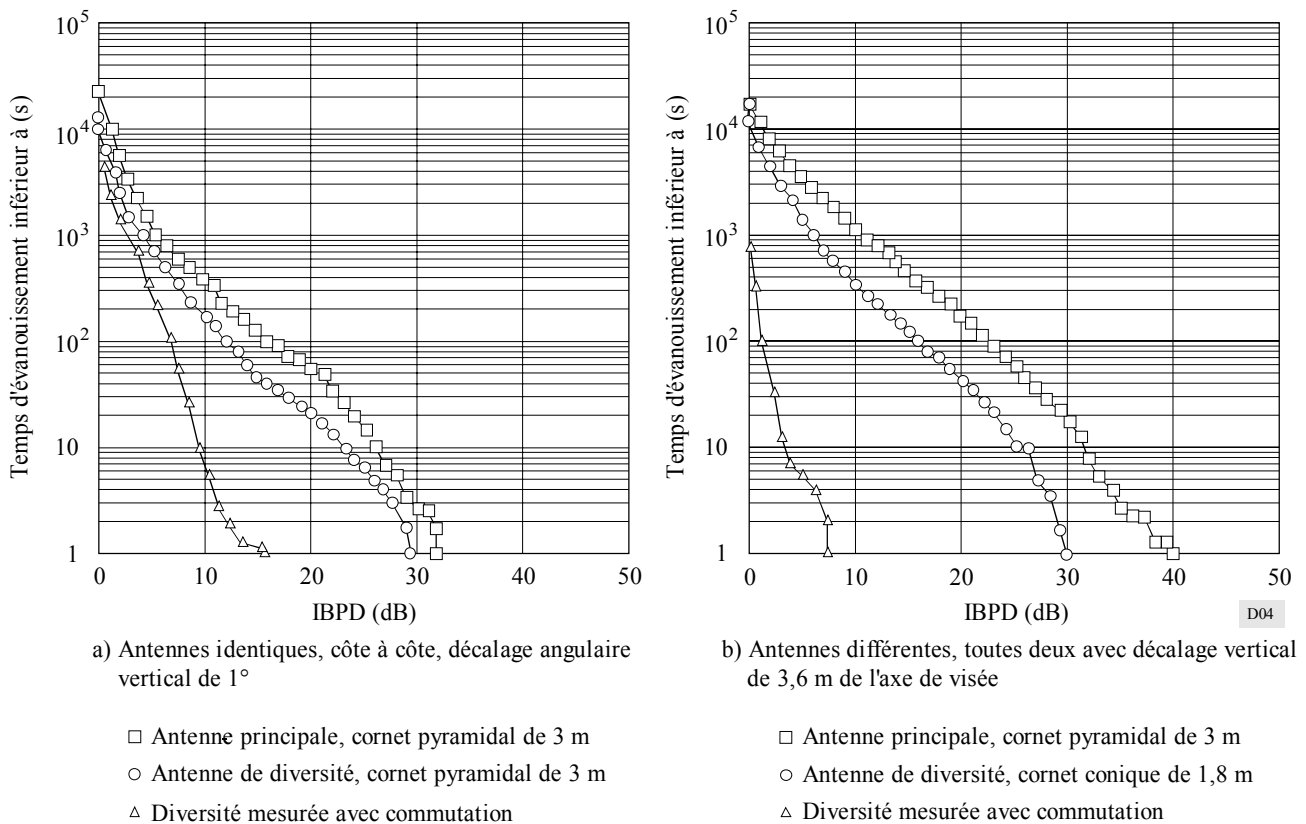 10^5
10^4
10^3
10^2
10
1
Temps d'évanouissement inférieur à (s)
0 10 20 30 40 50
IBPD (dB)
a) Antennes identiques, côte à côte, décalage angulaire
vertical de 1°
□ Antenne principale, cornet pyramidal de 3 m
○ Antenne de diversité, cornet pyramidal de 3 m
△ Diversité mesurée avec commutation
10^5
10^4
10^3
10^2
10
1
Temps d'évanouissement inférieur à (s)
0 10 20 30 40 50
IBPD (dB)
D04
b) Antennes différentes, toutes deux avec décalage vertical
de 3,6 m de l'axe de visée
□ Antenne principale, cornet pyramidal de 3 m
○ Antenne de diversité, cornet conique de 1,8 m
△ Diversité mesurée avec commutation